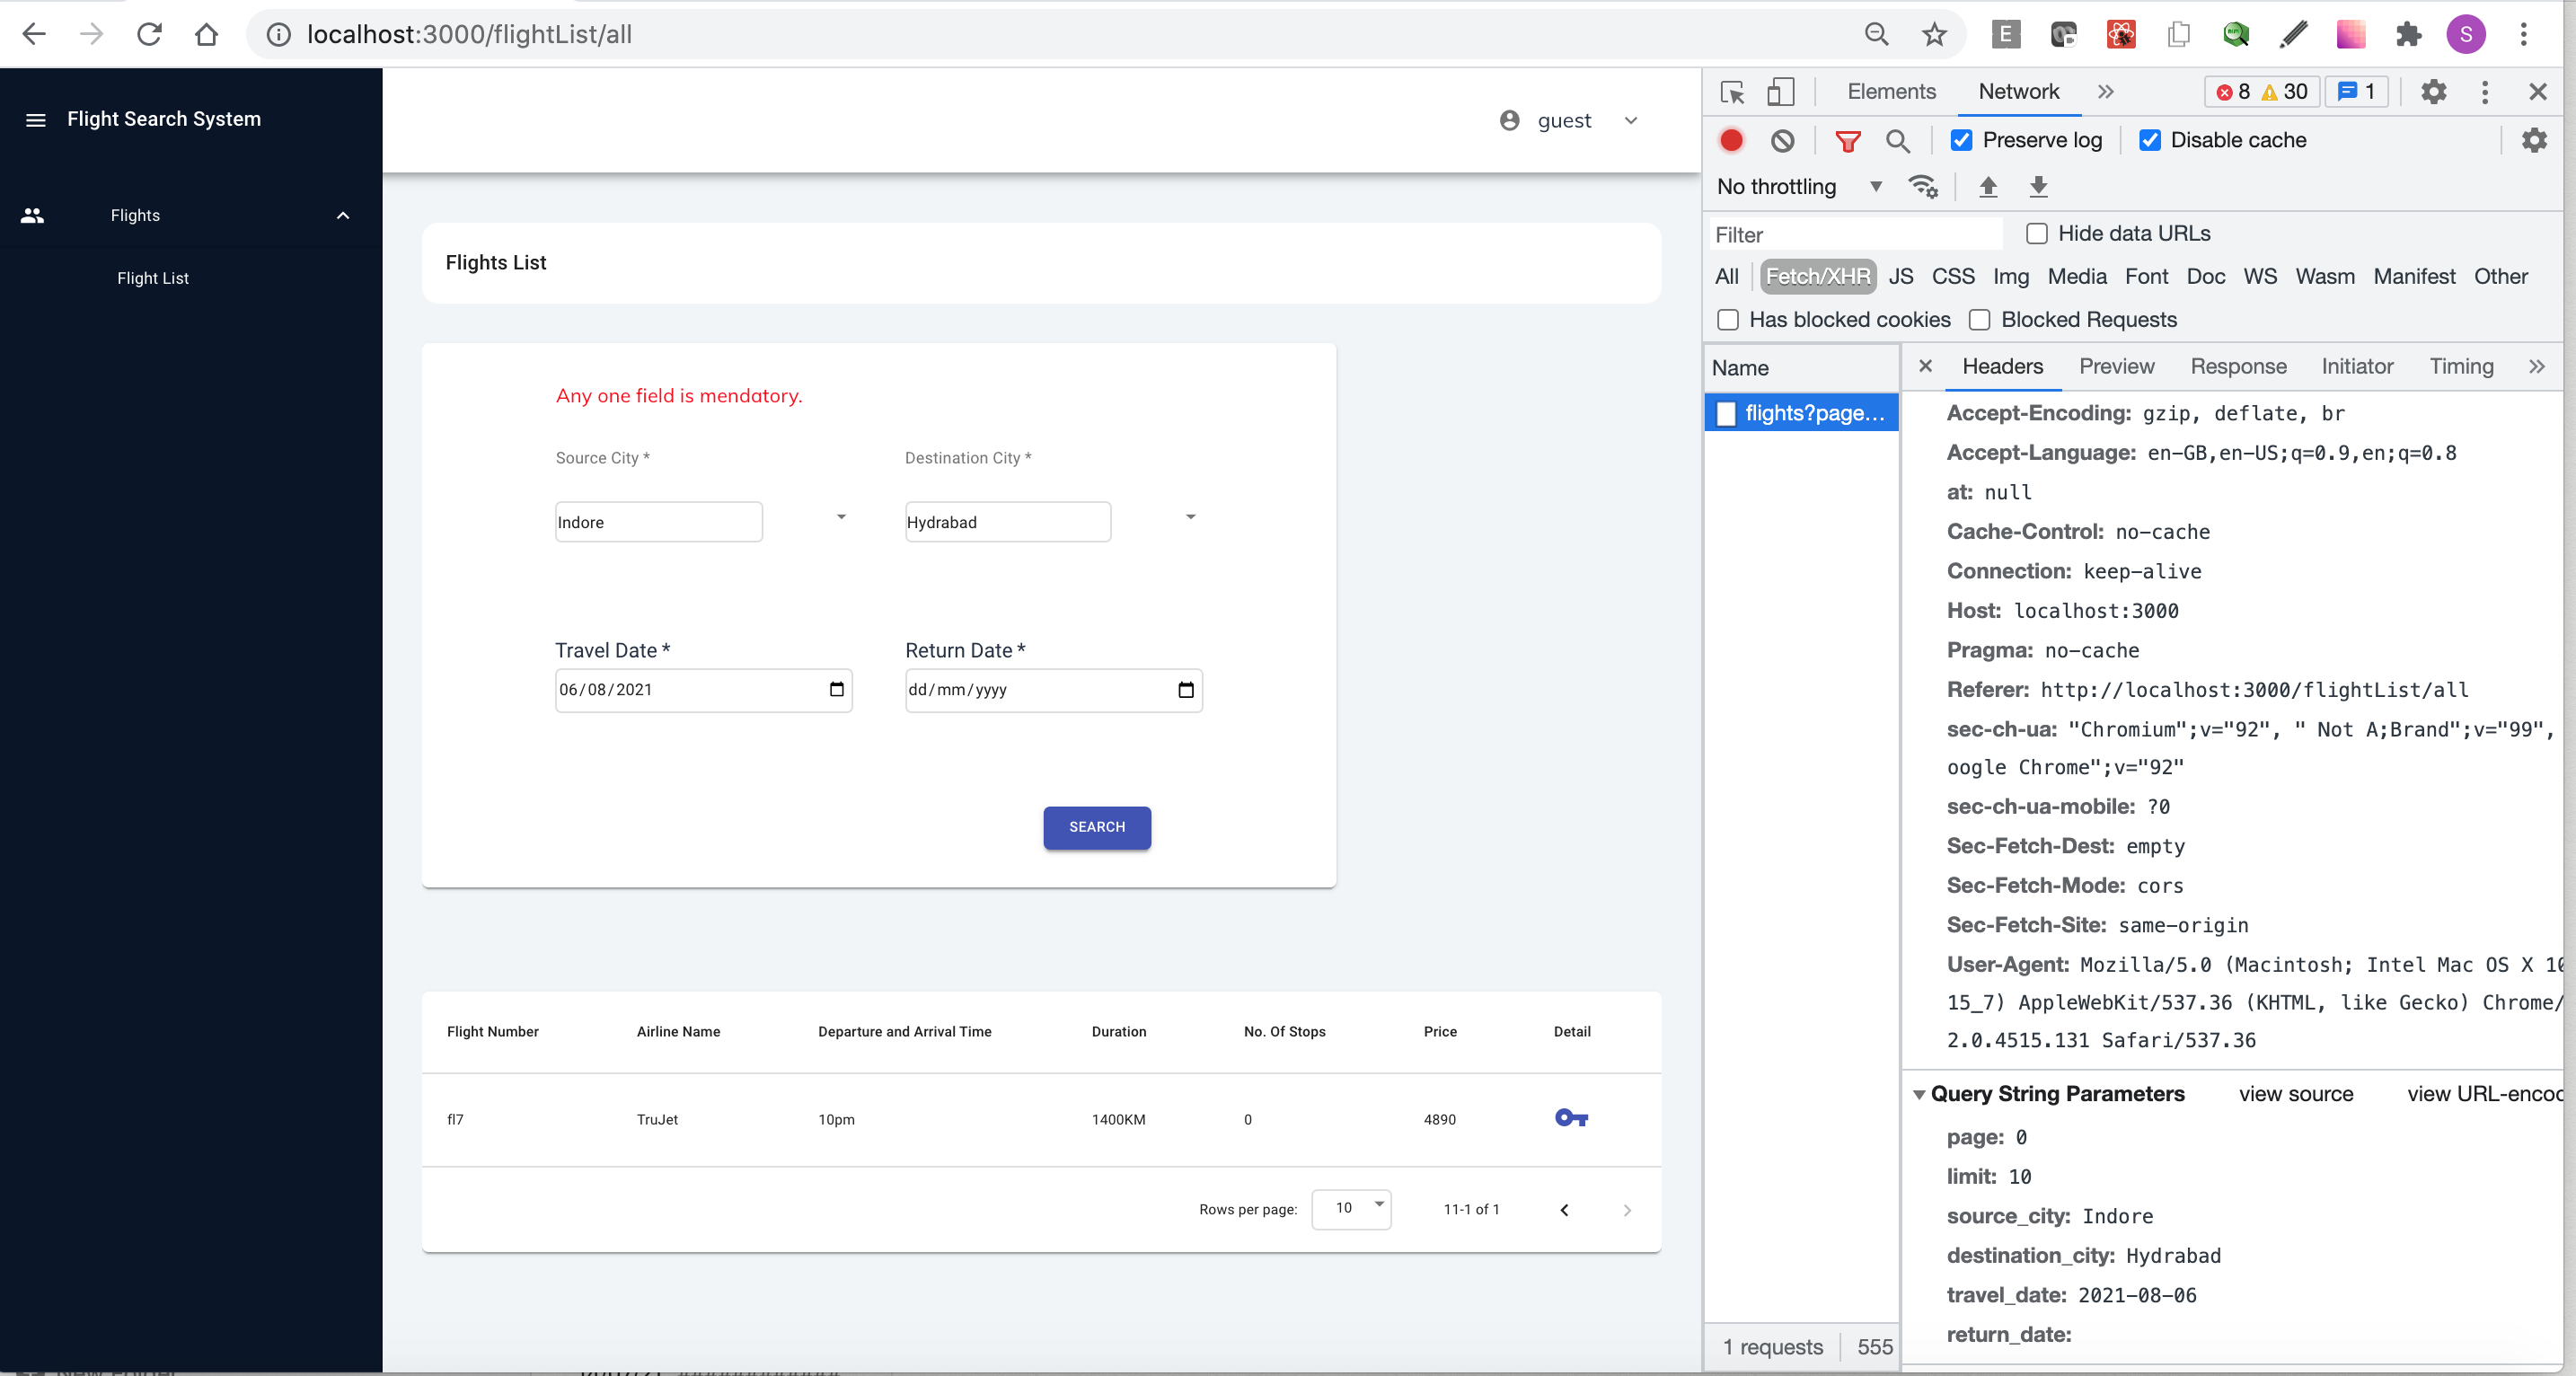 localhost:3000/flightList/all
E
S
Flight Search System
guest
Flights
Flight List
Flights List
Any one field is mendatory.
Source City *
Destination City *
Indore
Hydrabad
Travel Date *
Return Date *
06/08/2021
dd/mm/yyyy
SEARCH
Flight Number Airline Name Departure and Arrival Time Duration No. Of Stops Price Detail
fl7 TruJet 10pm 1400KM 0 4890
Rows per page: 10 11-1 of 1
Elements Network » 8 30 1
Preserve log Disable cache
No throttling
Filter Hide data URLs
All Fetch/XHR JS CSS Img Media Font Doc WS Wasm Manifest Other
Has blocked cookies Blocked Requests
Name
flights?page...
1 requests 555
Headers Preview Response Initiator Timing »
Accept-Encoding: gzip, deflate, br
Accept-Language: en-GB,en-US;q=0.9,en;q=0.8
at: null
Cache-Control: no-cache
Connection: keep-alive
Host: localhost:3000
Pragma: no-cache
Referer: http://localhost:3000/flightList/all
sec-ch-ua: "Chromium";v="92", " Not A;Brand";v="99",
oogle Chrome";v="92"
sec-ch-ua-mobile: ?0
Sec-Fetch-Dest: empty
Sec-Fetch-Mode: cors
Sec-Fetch-Site: same-origin
User-Agent: Mozilla/5.0 (Macintosh; Intel Mac OS X 10
15_7) AppleWebKit/537.36 (KHTML, like Gecko) Chrome/
2.0.4515.131 Safari/537.36
Query String Parameters view source view URL-encoc
page: 0
limit: 10
source_city: Indore
destination_city: Hydrabad
travel_date: 2021-08-06
return_date: